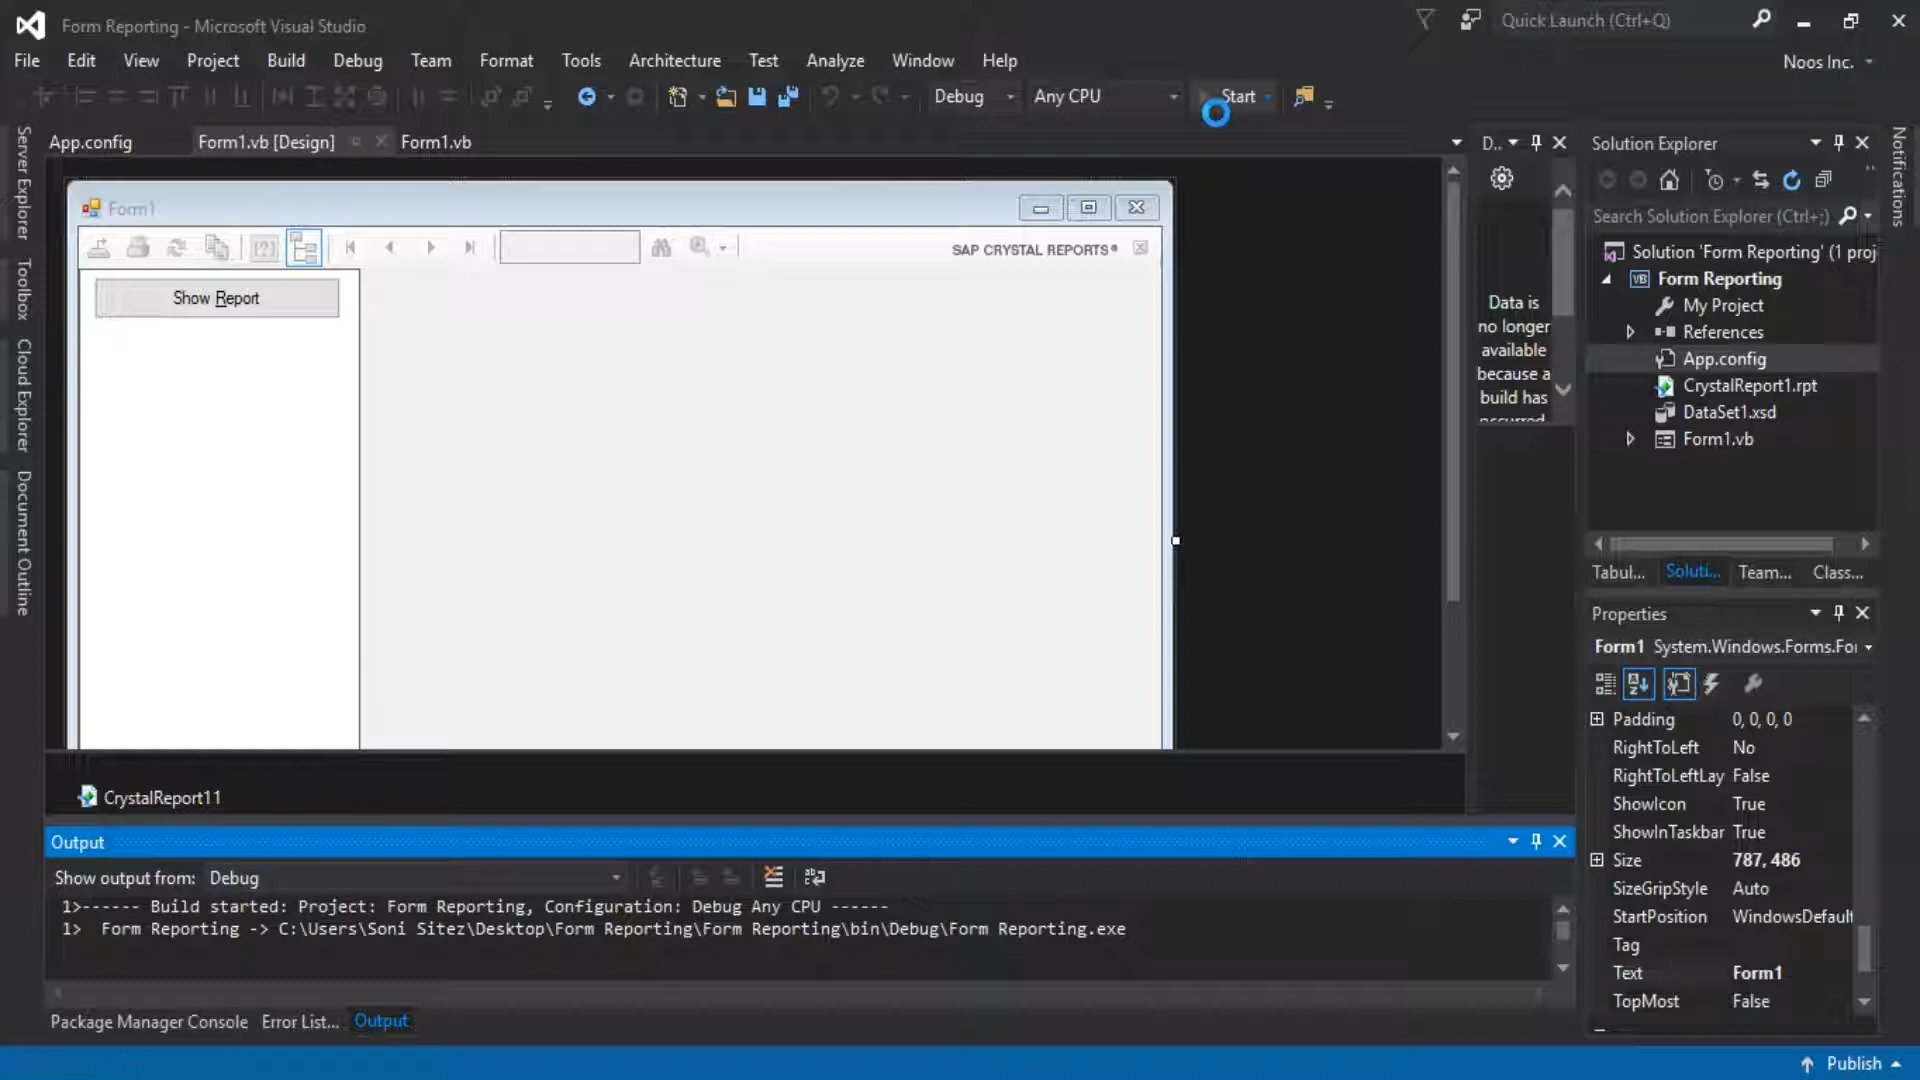 Form Reporting - Microsoft Visual Studio
Quick Launch (Ctrl+Q)
File Edit View Project Build Debug Team Format Tools Architecture Test Analyze Window Help
Noos Inc.
Debug Any CPU Start
App.config Form1.vb [Design] Form1.vb
D..
Solution Explorer
Server Explorer
Toolbox
Cloud Explorer
Document Outline
Notifications
Form1
SAP CRYSTAL REPORTS®
Show Report
Data is
no longer
available
because a
build has
occurred
Search Solution Explorer (Ctrl+;)
Solution 'Form Reporting' (1 proj
VB Form Reporting
My Project
References
App.config
CrystalReport1.rpt
DataSet1.xsd
Form1.vb
Tabul... Soluti... Team... Class...
Properties
Form1 System.Windows.Forms.For
Padding 0, 0, 0, 0
RightToLeft No
RightToLeftLay False
ShowIcon True
ShowInTaskbar True
Size 787, 486
SizeGripStyle Auto
StartPosition WindowsDefault
Tag
Text Form1
TopMost False
CrystalReport11
Output
Show output from: Debug
1>------ Build started: Project: Form Reporting, Configuration: Debug Any CPU ------
1> Form Reporting -> C:\Users\Soni Sitez\Desktop\Form Reporting\Form Reporting\bin\Debug\Form Reporting.exe
Package Manager Console Error List... Output
Publish